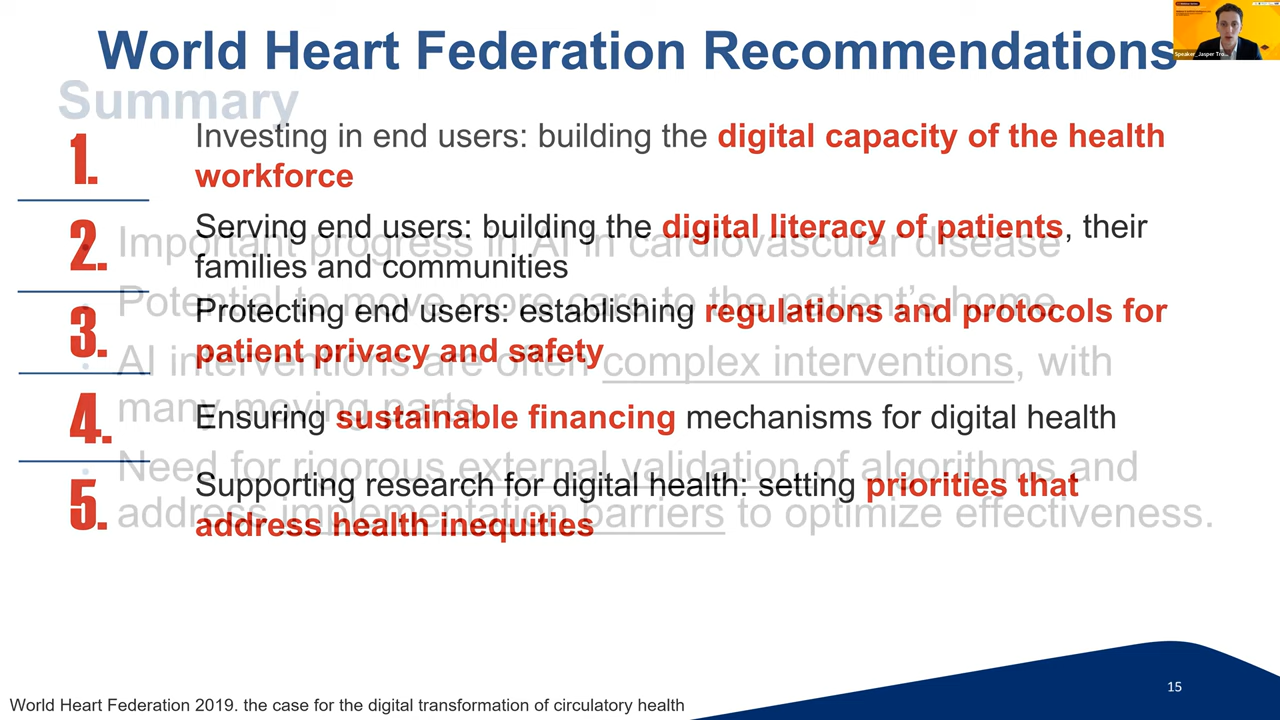 World Heart Federation Recommendations
Summary
1.
Investing in end users: building the digital capacity of the health
workforce
2.
Serving end users: building the digital literacy of patients, their
families and communities
3.
Protecting end users: establishing regulations and protocols for
patient privacy and safety
4.
Ensuring sustainable financing mechanisms for digital health
5.
Supporting research for digital health: setting priorities that
address health inequities
Important progress in AI in cardiovascular disease
Potential to move more care to the patient's home
AI interventions are often complex interventions, with
many moving parts
Need for rigorous external validation of algorithms and
address implementation barriers to optimize effectiveness.
15
World Heart Federation 2019. the case for the digital transformation of circulatory health
Speaker_Jasper Tro...